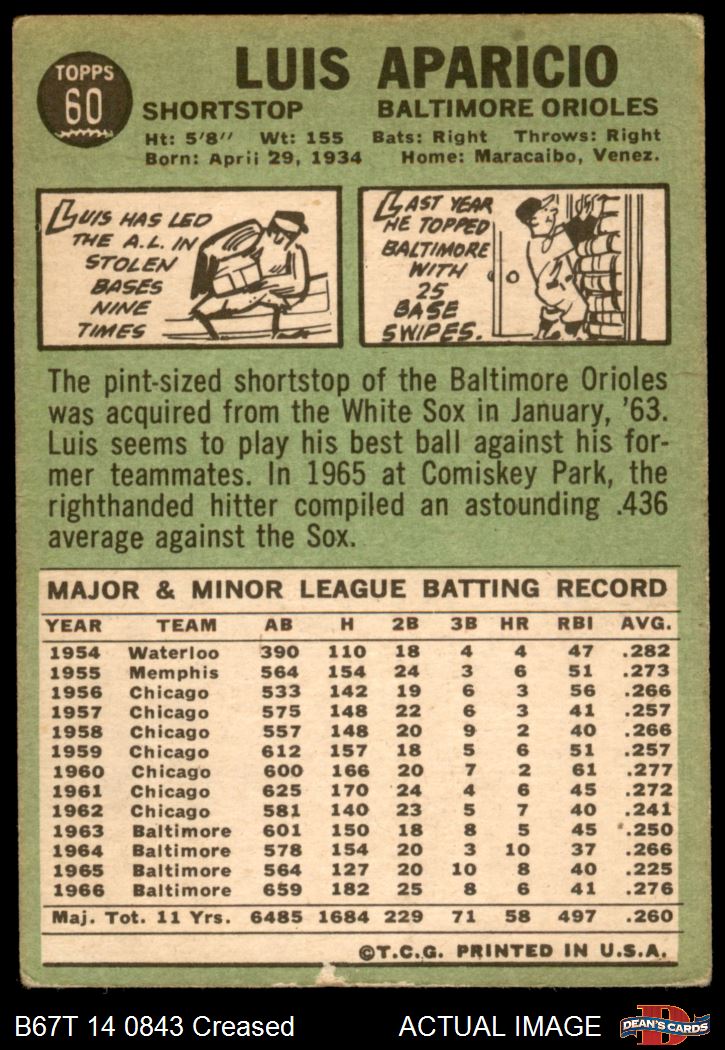 TOPPS
60
LUIS APARICIO
SHORTSTOP BALTIMORE ORIOLES
Ht: 5'8" Wt: 155 Bats: Right Throws: Right
Born: April 29, 1934 Home: Maracaibo, Venez.
LUIS HAS LED
THE A.L. IN
STOLEN
BASES
NINE
TIMES
LAST YEAR
HE TOPPED
BALTIMORE
WITH
25
BASE
SWIPES.
The pint-sized shortstop of the Baltimore Orioles
was acquired from the White Sox in January, '63.
Luis seems to play his best ball against his for-
mer teammates. In 1965 at Comiskey Park, the
righthanded hitter compiled an astounding .436
average against the Sox.
MAJOR & MINOR LEAGUE BATTING RECORD
YEAR TEAM AB H 2B 3B HR RBI AVG.
1954 Waterloo 390 110 18 4 4 47 .282
1955 Memphis 564 154 24 3 6 51 .273
1956 Chicago 533 142 19 6 3 56 .266
1957 Chicago 575 148 22 6 3 41 .257
1958 Chicago 557 148 20 9 2 40 .266
1959 Chicago 612 157 18 5 6 51 .257
1960 Chicago 600 166 20 7 2 61 .277
1961 Chicago 625 170 24 4 6 45 .272
1962 Chicago 581 140 23 5 7 40 .241
1963 Baltimore 601 150 18 8 5 45 .250
1964 Baltimore 578 154 20 3 10 37 .266
1965 Baltimore 564 127 20 10 8 40 .225
1966 Baltimore 659 182 25 8 6 41 .276
Maj. Tot. 11 Yrs. 6485 1684 229 71 58 497 .260
©T.C.G. PRINTED IN U.S.A.
B67T 14 0843 Creased ACTUAL IMAGE
D
DEAN'S CARDS